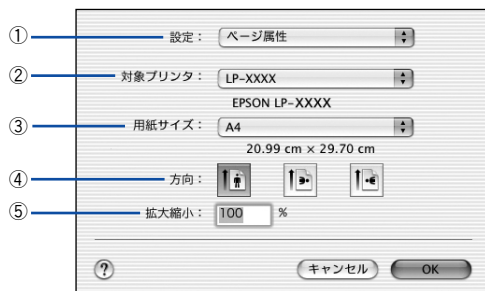 ① 設定： ページ属性
② 対象プリンタ： LP-XXXX
EPSON LP-XXXX
③ 用紙サイズ： A4
20.99 cm × 29.70 cm
④ 方向：
⑤ 拡大縮小： 100 %
? キャンセル OK